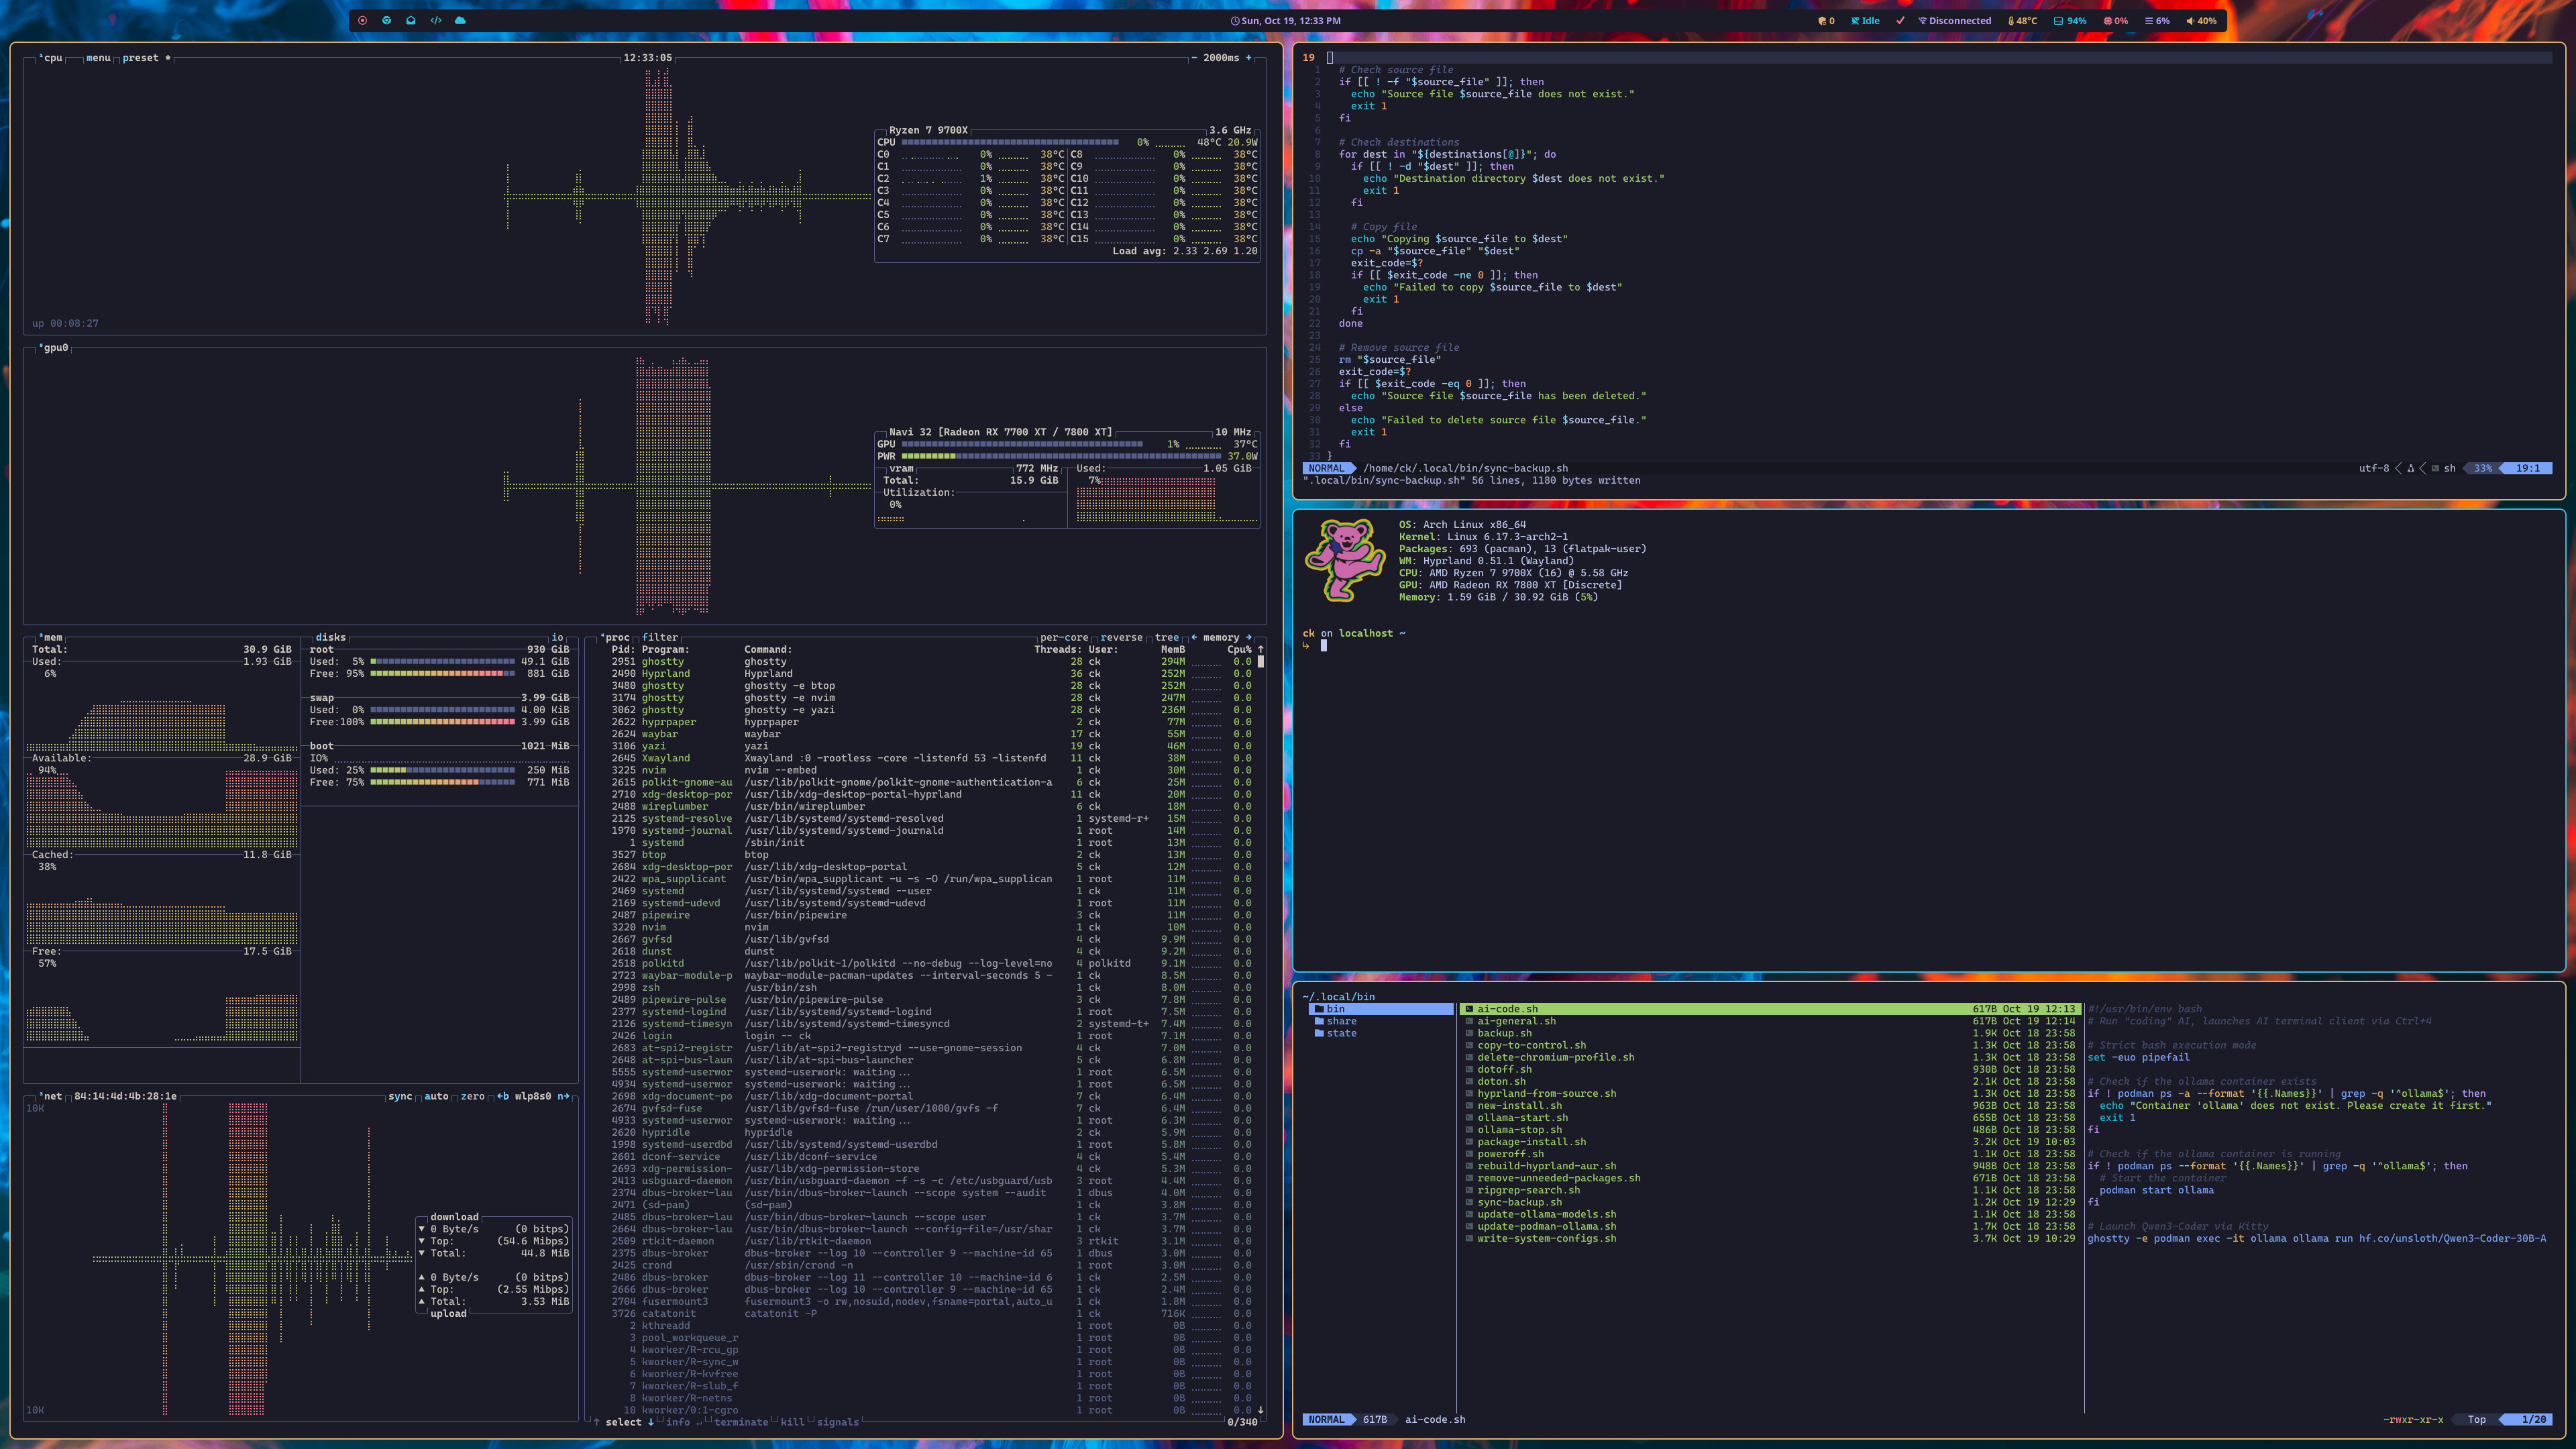 Sun, Oct 19, 12:33 PM
0 Idle Disconnected 48°C 94% 0% 6% 40%
cpu menu preset * 12:33:05 - 2000ms +
Ryzen 7 9700X 3.6 GHz
CPU 0% 48°C 20.9W
C0 0% 38°C C8 0% 38°C
C1 0% 38°C C9 0% 38°C
C2 1% 38°C C10 0% 38°C
C3 0% 38°C C11 0% 38°C
C4 0% 38°C C12 0% 38°C
C5 0% 38°C C13 0% 38°C
C6 0% 38°C C14 0% 38°C
C7 0% 38°C C15 0% 38°C
Load avg: 2.33 2.69 1.20
up 00:08:27
gpu0
Navi 32 [Radeon RX 7700 XT / 7800 XT] 10 MHz
GPU 1% 37°C
PWR 37.0W
vram 772 MHz Used: 1.05 GiB
Total: 15.9 GiB 7%
Utilization:
0%
mem
Total: 30.9 GiB
Used: 1.93 GiB
6%
Available: 28.9 GiB
94%
Cached: 11.8 GiB
38%
Free: 17.5 GiB
57%
disks io
root 930 GiB
Used: 5% 49.1 GiB
Free: 95% 881 GiB
swap 3.99 GiB
Used: 0% 4.00 KiB
Free:100% 3.99 GiB
boot 1021 MiB
IO%
Used: 25% 250 MiB
Free: 75% 771 MiB
net 84:14:4d:4b:28:1e sync auto zero ←b wlp8s0 n→
10K
download
▼ 0 Byte/s (0 bitps)
▼ Top: (54.6 Mibps)
▼ Total: 44.8 MiB
▲ 0 Byte/s (0 bitps)
▲ Top: (2.55 Mibps)
▲ Total: 3.53 MiB
upload
10K
proc filter per-core reverse tree ← memory →
Pid: Program: Command: Threads: User: MemB Cpu% ↑
2951 ghostty ghostty 28 ck 294M 0.0
2490 Hyprland Hyprland 36 ck 252M 0.0
3480 ghostty ghostty -e btop 28 ck 252M 0.0
3174 ghostty ghostty -e nvim 28 ck 247M 0.0
3062 ghostty ghostty -e yazi 28 ck 236M 0.0
2622 hyprpaper hyprpaper 2 ck 77M 0.0
2624 waybar waybar 17 ck 55M 0.0
3106 yazi yazi 19 ck 46M 0.0
2645 Xwayland Xwayland :0 -rootless -core -listenfd 53 -listenfd 11 ck 38M 0.0
3225 nvim nvim --embed 1 ck 30M 0.0
2615 polkit-gnome-au /usr/lib/polkit-gnome/polkit-gnome-authentication-a 6 ck 25M 0.0
2710 xdg-desktop-por /usr/lib/xdg-desktop-portal-hyprland 11 ck 20M 0.0
2488 wireplumber /usr/bin/wireplumber 6 ck 18M 0.0
2125 systemd-resolve /usr/lib/systemd/systemd-resolved 1 systemd-r+ 15M 0.0
1970 systemd-journal /usr/lib/systemd/systemd-journald 1 root 14M 0.0
1 systemd /sbin/init 1 root 13M 0.0
3527 btop btop 2 ck 13M 0.0
2684 xdg-desktop-por /usr/lib/xdg-desktop-portal 5 ck 12M 0.0
2422 wpa_supplicant /usr/bin/wpa_supplicant -u -s -O /run/wpa_supplican 1 root 11M 0.0
2469 systemd /usr/lib/systemd/systemd --user 1 ck 11M 0.0
2169 systemd-udevd /usr/lib/systemd/systemd-udevd 1 root 11M 0.0
2487 pipewire /usr/bin/pipewire 3 ck 11M 0.0
3220 nvim nvim 1 ck 10M 0.0
2667 gvfsd /usr/lib/gvfsd 4 ck 9.9M 0.0
2618 dunst dunst 4 ck 9.2M 0.0
2518 polkitd /usr/lib/polkit-1/polkitd --no-debug --log-level=no 4 polkitd 9.1M 0.0
2723 waybar-module-p waybar-module-pacman-updates --interval-seconds 5 - 1 ck 8.5M 0.0
2998 zsh /usr/bin/zsh 1 ck 8.0M 0.0
2489 pipewire-pulse /usr/bin/pipewire-pulse 3 ck 7.8M 0.0
2377 systemd-logind /usr/lib/systemd/systemd-logind 1 root 7.5M 0.0
2126 systemd-timesyn /usr/lib/systemd/systemd-timesyncd 2 systemd-t+ 7.4M 0.0
2426 login login -- ck 1 root 7.1M 0.0
2683 at-spi2-registr /usr/lib/at-spi2-registryd --use-gnome-session 4 ck 7.0M 0.0
2648 at-spi-bus-laun /usr/lib/at-spi-bus-launcher 5 ck 6.8M 0.0
5555 systemd-userwor systemd-userwork: waiting... 1 root 6.5M 0.0
4934 systemd-userwor systemd-userwork: waiting... 1 root 6.5M 0.0
2698 xdg-document-po /usr/lib/xdg-document-portal 7 ck 6.4M 0.0
2674 gvfsd-fuse /usr/lib/gvfsd-fuse /run/user/1000/gvfs -f 7 ck 6.4M 0.0
4933 systemd-userwor systemd-userwork: waiting... 1 root 6.3M 0.0
2620 hypridle hypridle 2 ck 5.9M 0.0
1998 systemd-userdbd /usr/lib/systemd/systemd-userdbd 1 root 5.8M 0.0
2601 dconf-service /usr/lib/dconf-service 4 ck 5.4M 0.0
2693 xdg-permission- /usr/lib/xdg-permission-store 4 ck 5.3M 0.0
2413 usbguard-daemon /usr/bin/usbguard-daemon -f -s -c /etc/usbguard/usb 3 root 4.4M 0.0
2374 dbus-broker-lau /usr/bin/dbus-broker-launch --scope system --audit 1 dbus 4.0M 0.0
2471 (sd-pam) (sd-pam) 1 ck 3.8M 0.0
2485 dbus-broker-lau /usr/bin/dbus-broker-launch --scope user 1 ck 3.7M 0.0
2664 dbus-broker-lau /usr/bin/dbus-broker-launch --config-file=/usr/shar 1 ck 3.7M 0.0
2509 rtkit-daemon /usr/lib/rtkit-daemon 3 rtkit 3.1M 0.0
2375 dbus-broker dbus-broker --log 10 --controller 9 --machine-id 65 1 dbus 3.0M 0.0
2425 crond /usr/sbin/crond -n 1 root 3.0M 0.0
2486 dbus-broker dbus-broker --log 11 --controller 10 --machine-id 6 1 ck 2.5M 0.0
2666 dbus-broker dbus-broker --log 10 --controller 9 --machine-id 65 1 ck 2.4M 0.0
2704 fusermount3 fusermount3 -o rw,nosuid,nodev,fsname=portal,auto_u 1 ck 1.8M 0.0
3726 catatonit catatonit -P 1 ck 716K 0.0
2 kthreadd 1 root 0B 0.0
3 pool_workqueue_r 1 root 0B 0.0
4 kworker/R-rcu_gp 1 root 0B 0.0
5 kworker/R-sync_w 1 root 0B 0.0
6 kworker/R-kvfree 1 root 0B 0.0
7 kworker/R-slub_f 1 root 0B 0.0
8 kworker/R-netns 1 root 0B 0.0
10 kworker/0:1-cgro 1 root 0B 0.0 ↓
↑ select ↓ info ↵ terminate kill signals 0/340
19
1 # Check source file
2 if [[ ! -f "$source_file" ]]; then
3 echo "Source file $source_file does not exist."
4 exit 1
5 fi
6
7 # Check destinations
8 for dest in "${destinations[@]}"; do
9 if [[ ! -d "$dest" ]]; then
10 echo "Destination directory $dest does not exist."
11 exit 1
12 fi
13
14 # Copy file
15 echo "Copying $source_file to $dest"
16 cp -a "$source_file" "$dest"
17 exit_code=$?
18 if [[ $exit_code -ne 0 ]]; then
19 echo "Failed to copy $source_file to $dest"
20 exit 1
21 fi
22 done
23
24 # Remove source file
25 rm "$source_file"
26 exit_code=$?
27 if [[ $exit_code -eq 0 ]]; then
28 echo "Source file $source_file has been deleted."
29 else
30 echo "Failed to delete source file $source_file."
31 exit 1
32 fi
33 }
NORMAL /home/ck/.local/bin/sync-backup.sh utf-8 sh 33% 19:1
".local/bin/sync-backup.sh" 56 lines, 1180 bytes written
OS: Arch Linux x86_64
Kernel: Linux 6.17.3-arch2-1
Packages: 693 (pacman), 13 (flatpak-user)
WM: Hyprland 0.51.1 (Wayland)
CPU: AMD Ryzen 7 9700X (16) @ 5.58 GHz
GPU: AMD Radeon RX 7800 XT [Discrete]
Memory: 1.59 GiB / 30.92 GiB (5%)
ck on localhost ~
↳
~/.local/bin
bin
share
state
ai-code.sh 617B Oct 19 12:13
ai-general.sh 617B Oct 19 12:14
backup.sh 1.9K Oct 18 23:58
copy-to-control.sh 1.3K Oct 18 23:58
delete-chromium-profile.sh 1.3K Oct 18 23:58
dotoff.sh 930B Oct 18 23:58
doton.sh 2.1K Oct 18 23:58
hyprland-from-source.sh 1.3K Oct 18 23:58
new-install.sh 963B Oct 18 23:58
ollama-start.sh 655B Oct 18 23:58
ollama-stop.sh 486B Oct 18 23:58
package-install.sh 3.2K Oct 19 10:03
poweroff.sh 1.1K Oct 18 23:58
rebuild-hyprland-aur.sh 948B Oct 18 23:58
remove-unneeded-packages.sh 671B Oct 18 23:58
ripgrep-search.sh 1.1K Oct 18 23:58
sync-backup.sh 1.2K Oct 19 12:29
update-ollama-models.sh 1.1K Oct 18 23:58
update-podman-ollama.sh 1.7K Oct 18 23:58
write-system-configs.sh 3.7K Oct 19 10:29
#!/usr/bin/env bash
# Run "coding" AI, launches AI terminal client via Ctrl+4
# Strict bash execution mode
set -euo pipefail
# Check if the ollama container exists
if ! podman ps -a --format '{{.Names}}' | grep -q '^ollama$'; then
echo "Container 'ollama' does not exist. Please create it first."
exit 1
fi
# Check if the ollama container is running
if ! podman ps --format '{{.Names}}' | grep -q '^ollama$'; then
# Start the container
podman start ollama
fi
# Launch Qwen3-Coder via Kitty
ghostty -e podman exec -it ollama ollama run hf.co/unsloth/Qwen3-Coder-30B-A
NORMAL 617B ai-code.sh -rwxr-xr-x Top 1/20